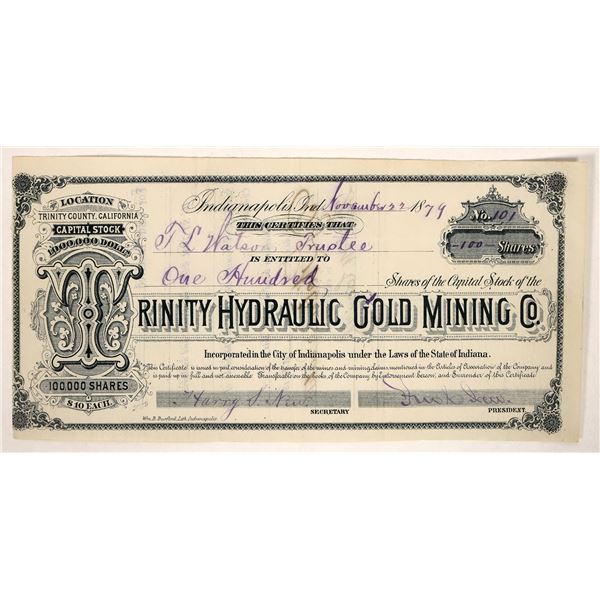 LOCATION
TRINITY COUNTY, CALIFORNIA
CAPITAL STOCK
1,000,000 DOLLS
100,000 SHARES
$10 EACH.
Indianapolis, Ind. November 22 1879
THIS CERTIFIES THAT
No. 101
T L Watson Trustee
-100- Shares
IS ENTITLED TO
One Hundred Shares of the Capital Stock of the
TRINITY HYDRAULIC GOLD MINING CO.
Incorporated in the City of Indianapolis under the Laws of the State of Indiana.
This Certificate is issued in part consideration of the transfer of the mines and mining claims, mentioned in the Articles of Association of the Company and
is paid up in full and not assessable. Transferable on the books of the Company by Endorsement hereon, and Surrender of this Certificate
Harry S. New
SECRETARY
PRESIDENT.
Wm. B. Burford, Lith. Indianapolis